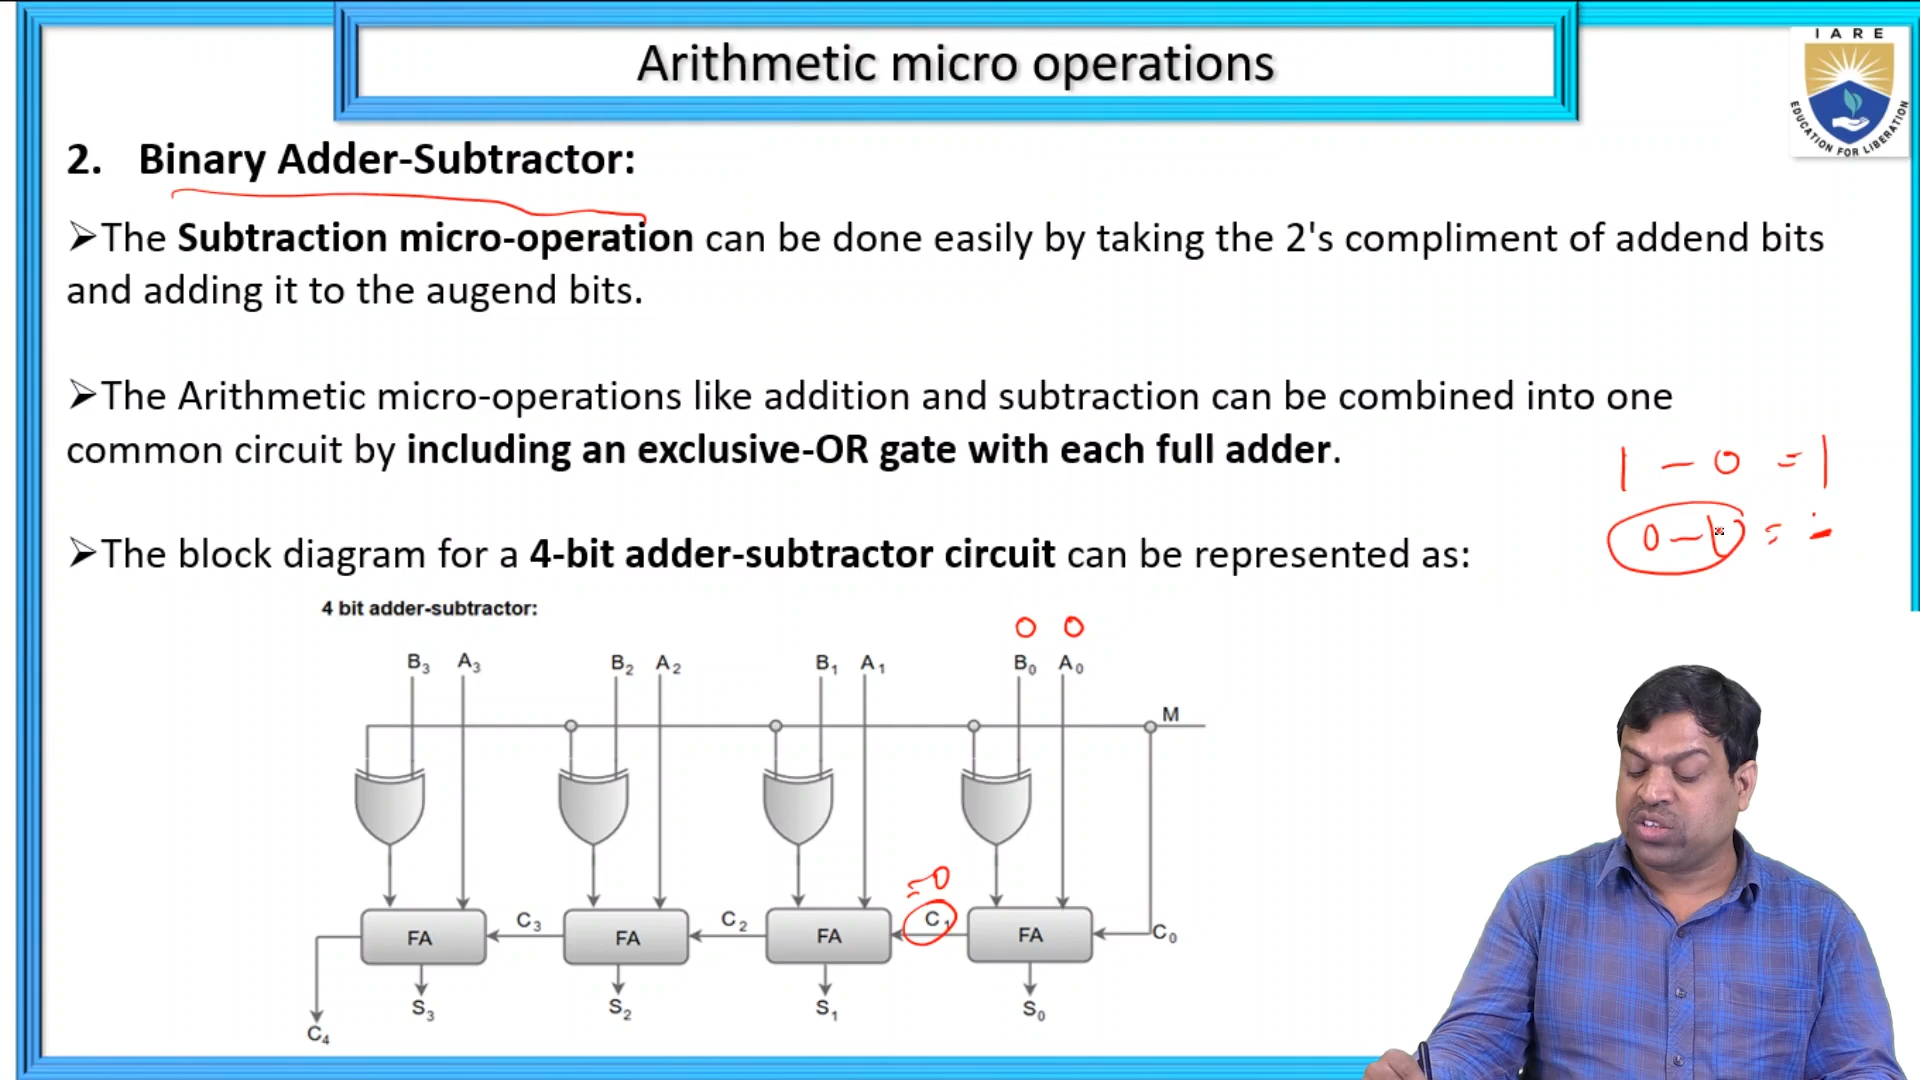 Arithmetic micro operations
IARE
EDUCATION FOR LIBERATION
2. Binary Adder-Subtractor:
➤The Subtraction micro-operation can be done easily by taking the 2's compliment of addend bits
and adding it to the augend bits.
➤The Arithmetic micro-operations like addition and subtraction can be combined into one
common circuit by including an exclusive-OR gate with each full adder.
1 - 0 = 1
➤The block diagram for a 4-bit adder-subtractor circuit can be represented as:
4 bit adder-subtractor:
0 0
B3 A3 B2 A2 B1 A1 B0 A0
M
=0
FA C3 FA C2 FA C1 FA C0
S3 S2 S1 S0
C4